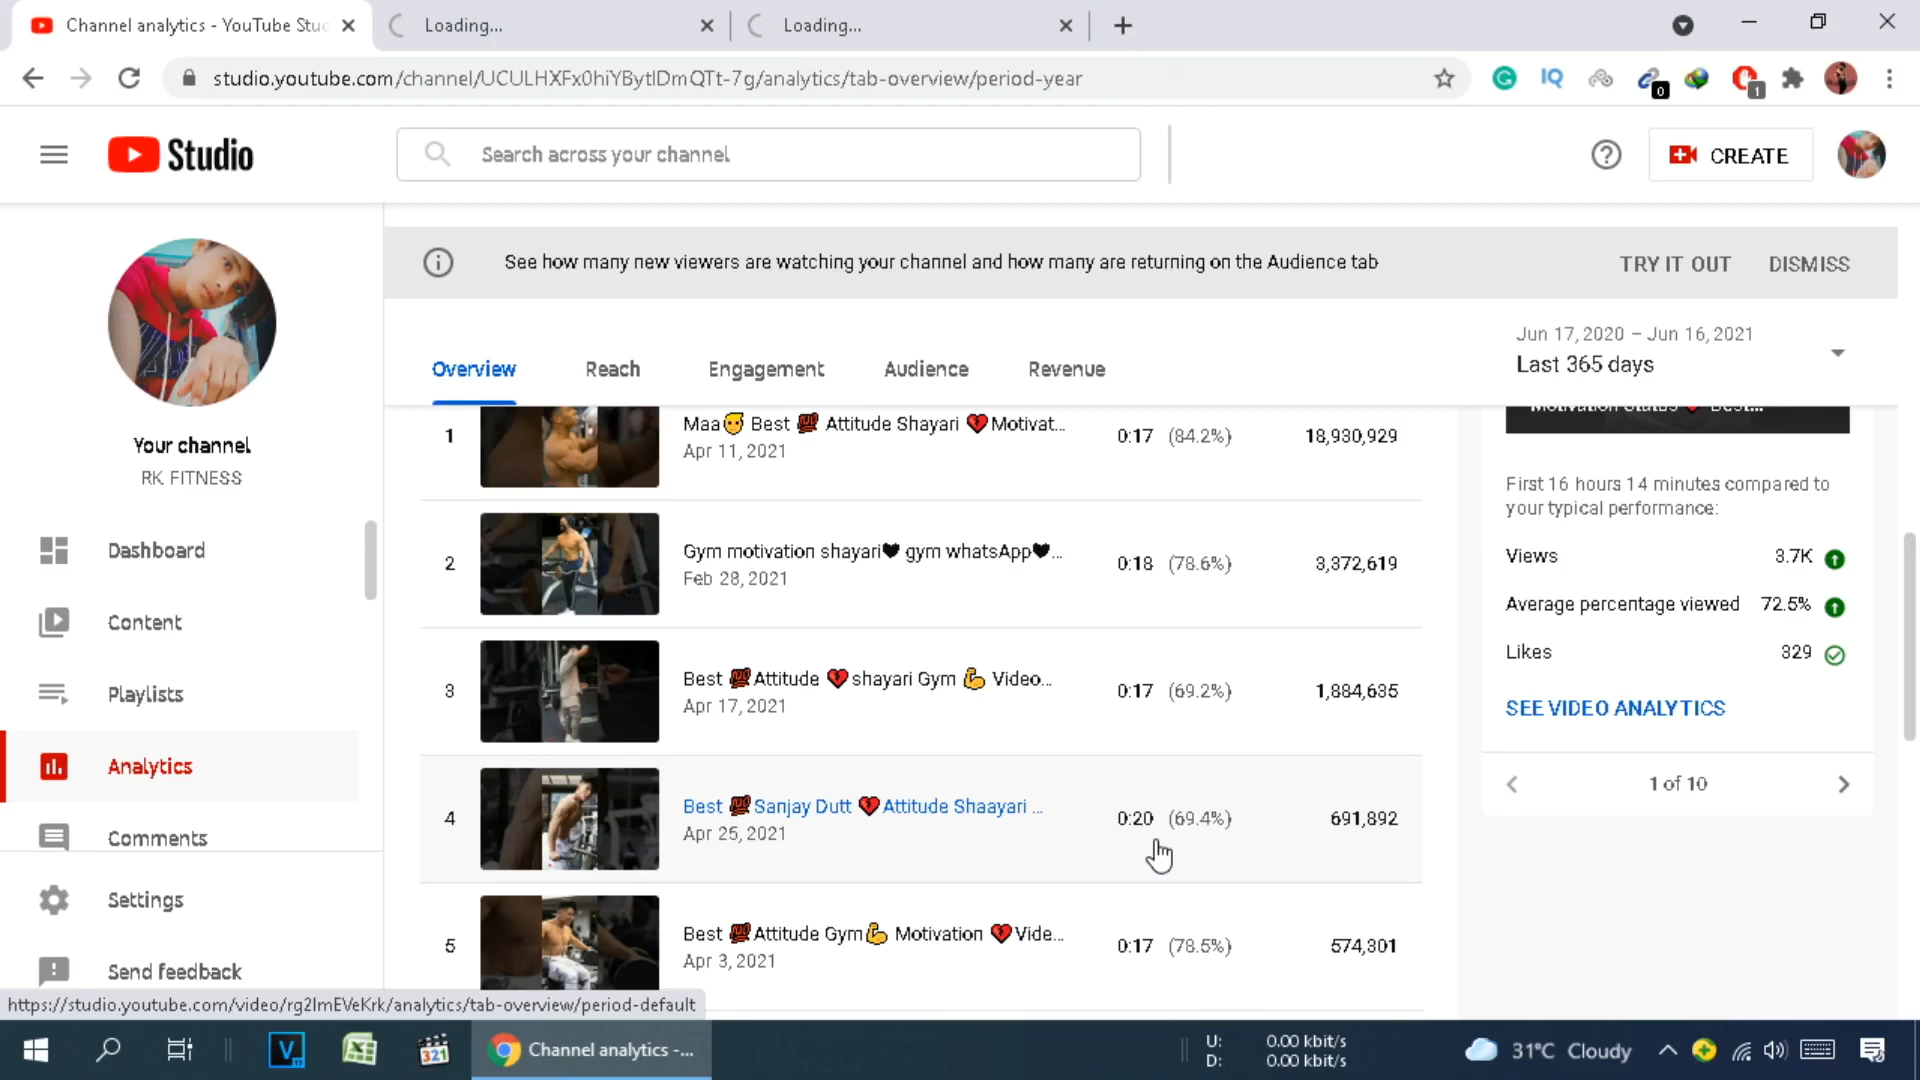 Channel analytics - YouTube Stud
Loading...
Loading...
studio.youtube.com/channel/UCULHXFx0hiYBytlDmQTt-7g/analytics/tab-overview/period-year
IQ
0
1
Studio
Search across your channel
CREATE
See how many new viewers are watching your channel and how many are returning on the Audience tab
TRY IT OUT
DISMISS
Your channel
RK FITNESS
Dashboard
Content
Playlists
Analytics
Comments
Settings
Send feedback
Overview
Reach
Engagement
Audience
Revenue
Jun 17, 2020 – Jun 16, 2021
Last 365 days
1
Maa😶 Best 💯 Attitude Shayari 💔Motivat...
Apr 11, 2021
0:17 (84.2%)
18,930,929
2
Gym motivation shayari🖤 gym whatsApp🖤...
Feb 28, 2021
0:18 (78.6%)
3,372,619
3
Best 💯Attitude 💔shayari Gym 💪 Video...
Apr 17, 2021
0:17 (69.2%)
1,884,635
4
Best 💯Sanjay Dutt 💔Attitude Shaayari ...
Apr 25, 2021
0:20 (69.4%)
691,892
5
Best 💯Attitude Gym💪 Motivation 💔Vide...
Apr 3, 2021
0:17 (78.5%)
574,301
Motivation Status 💔 Best...
First 16 hours 14 minutes compared to
your typical performance:
Views 3.7K
Average percentage viewed 72.5%
Likes 329
SEE VIDEO ANALYTICS
1 of 10
https://studio.youtube.com/video/rg2ImEVeKrk/analytics/tab-overview/period-default
V
321
Channel analytics -...
U: 0.00 kbit/s
D: 0.00 kbit/s
31°C Cloudy